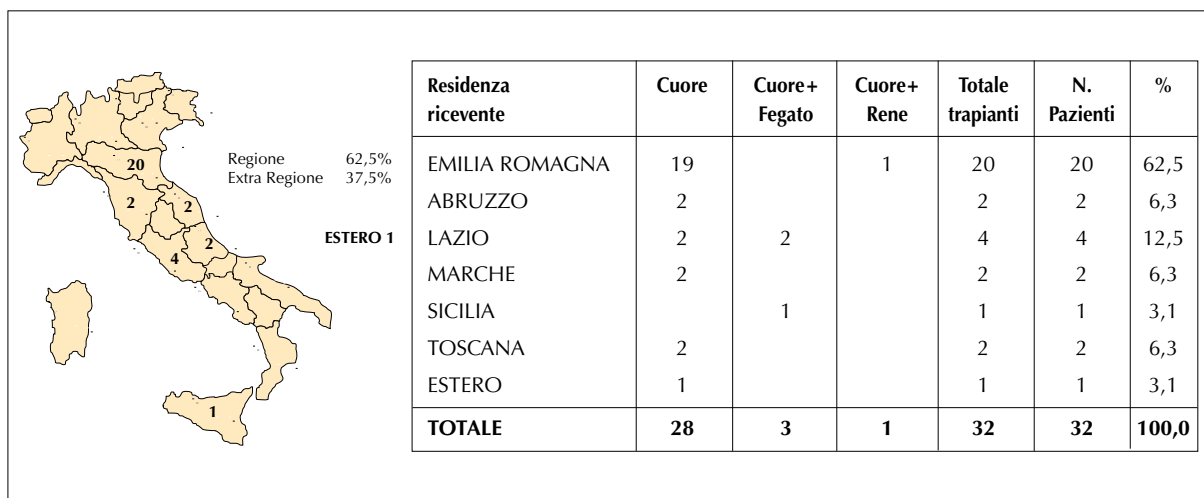 20
2
2
2
4
1
Regione 62,5%
Extra Regione 37,5%
ESTERO 1
Residenza ricevente Cuore Cuore+ Fegato Cuore+ Rene Totale trapianti N. Pazienti %
EMILIA ROMAGNA 19 1 20 20 62,5
ABRUZZO 2 2 2 6,3
LAZIO 2 2 4 4 12,5
MARCHE 2 2 2 6,3
SICILIA 1 1 1 3,1
TOSCANA 2 2 2 6,3
ESTERO 1 1 1 3,1
TOTALE 28 3 1 32 32 100,0